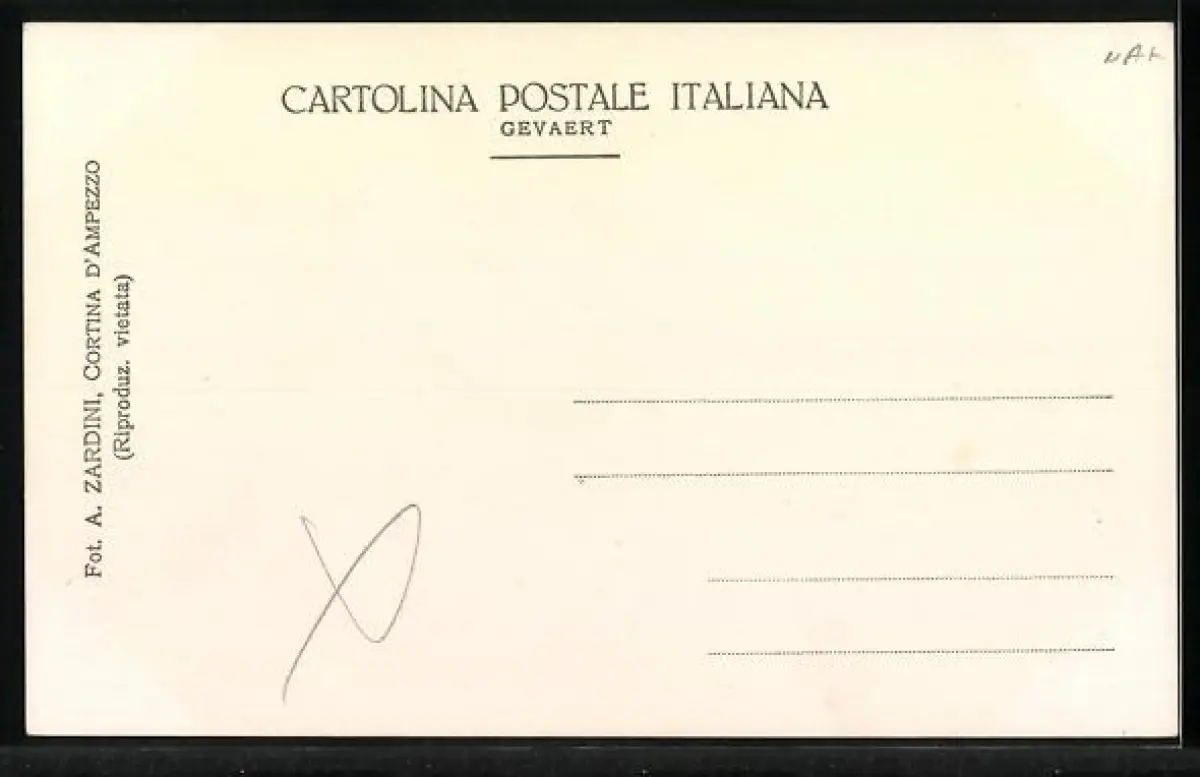 CARTOLINA POSTALE ITALIANA
GEVAERT
Fot. A. ZARDINI, CORTINA D'AMPEZZO
(Riproduz. vietata)